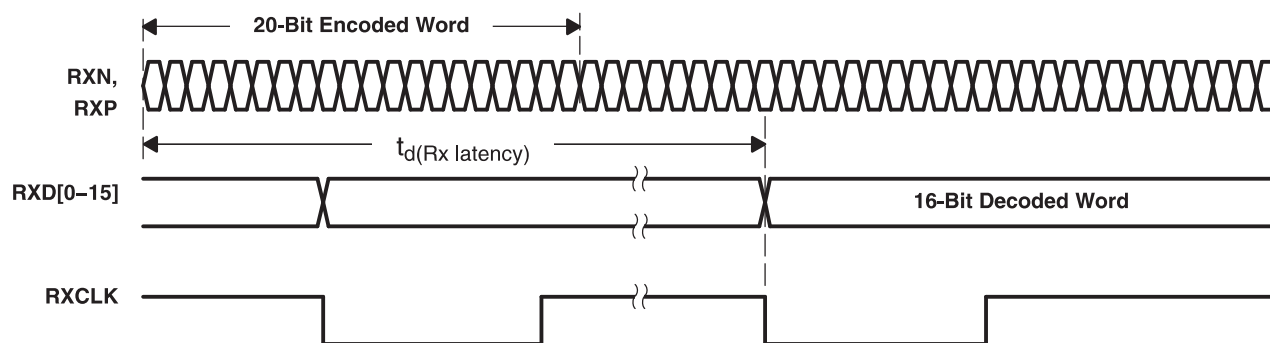 20-Bit Encoded Word
RXN,
RXP
td(Rx latency)
RXD[0–15]
16-Bit Decoded Word
RXCLK